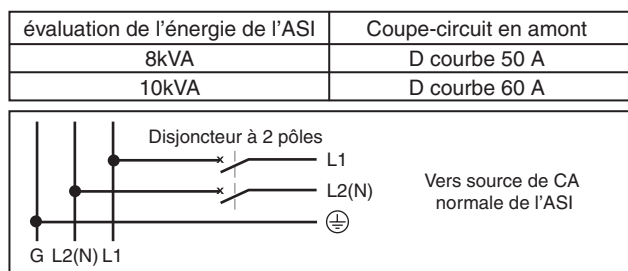 évaluation de l'énergie de l'ASI Coupe-circuit en amont
8kVA D courbe 50 A
10kVA D courbe 60 A
Disjoncteur à 2 pôles
L1
L2(N)
Vers source de CA
normale de l'ASI
G L2(N) L1